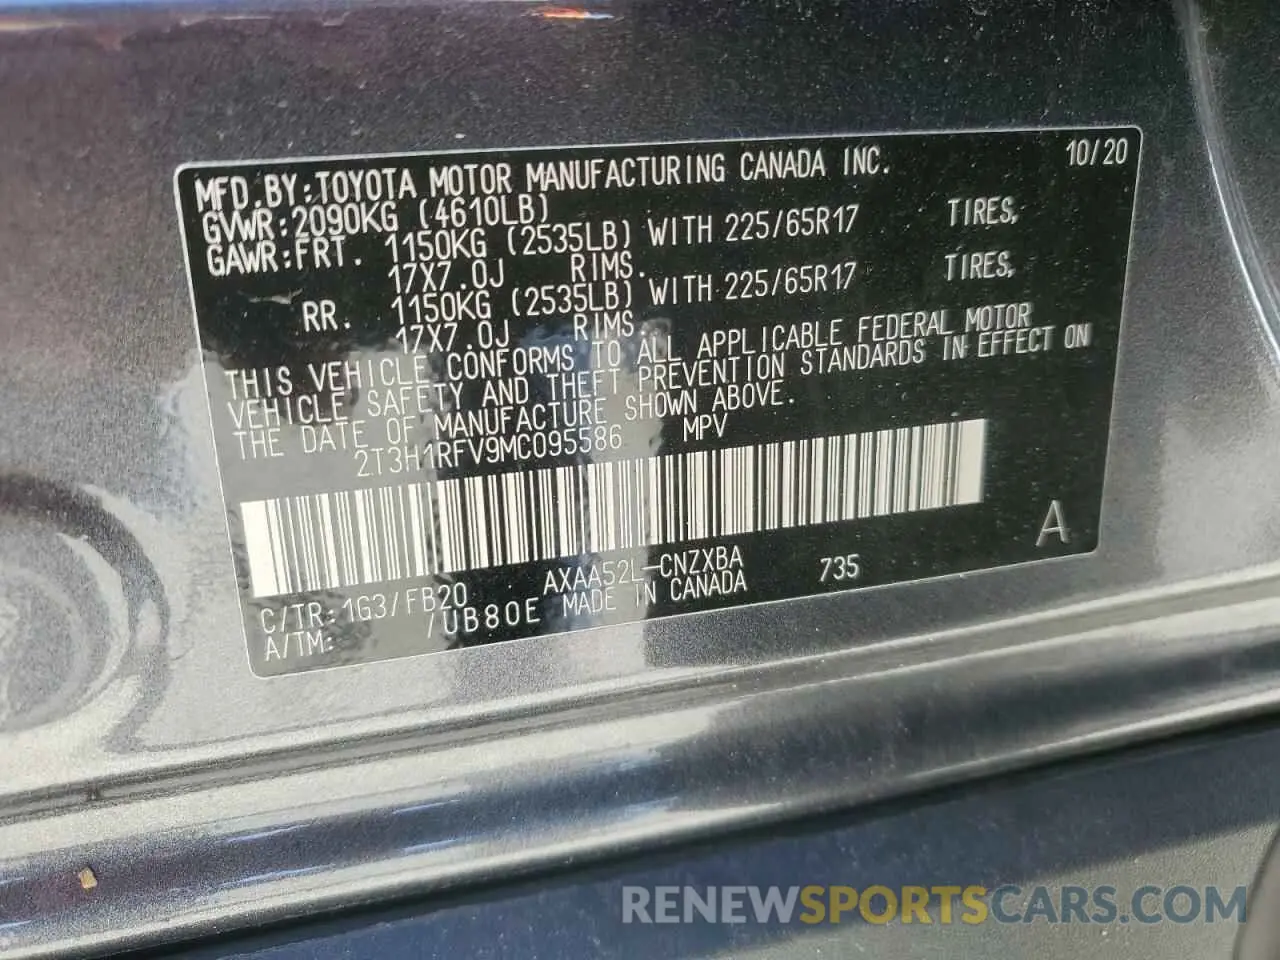 10/20
MFD.BY:TOYOTA MOTOR MANUFACTURING CANADA INC.
GVWR:2090KG (4610LB)
GAWR:FRT. 1150KG (2535LB) WITH 225/65R17 TIRES,
17X7.0J RIMS.
RR. 1150KG (2535LB) WITH 225/65R17 TIRES,
17X7.0J RIMS.
THIS VEHICLE CONFORMS TO ALL APPLICABLE FEDERAL MOTOR
VEHICLE SAFETY AND THEFT PREVENTION STANDARDS IN EFFECT ON
THE DATE OF MANUFACTURE SHOWN ABOVE.
2T3H1RFV9MC095586 MPV
A
C/TR:1G3/FB20 AXAA52L-CNZXBA 735
A/TM: /UB80E MADE IN CANADA
RENEWSPORTSCARS.COM